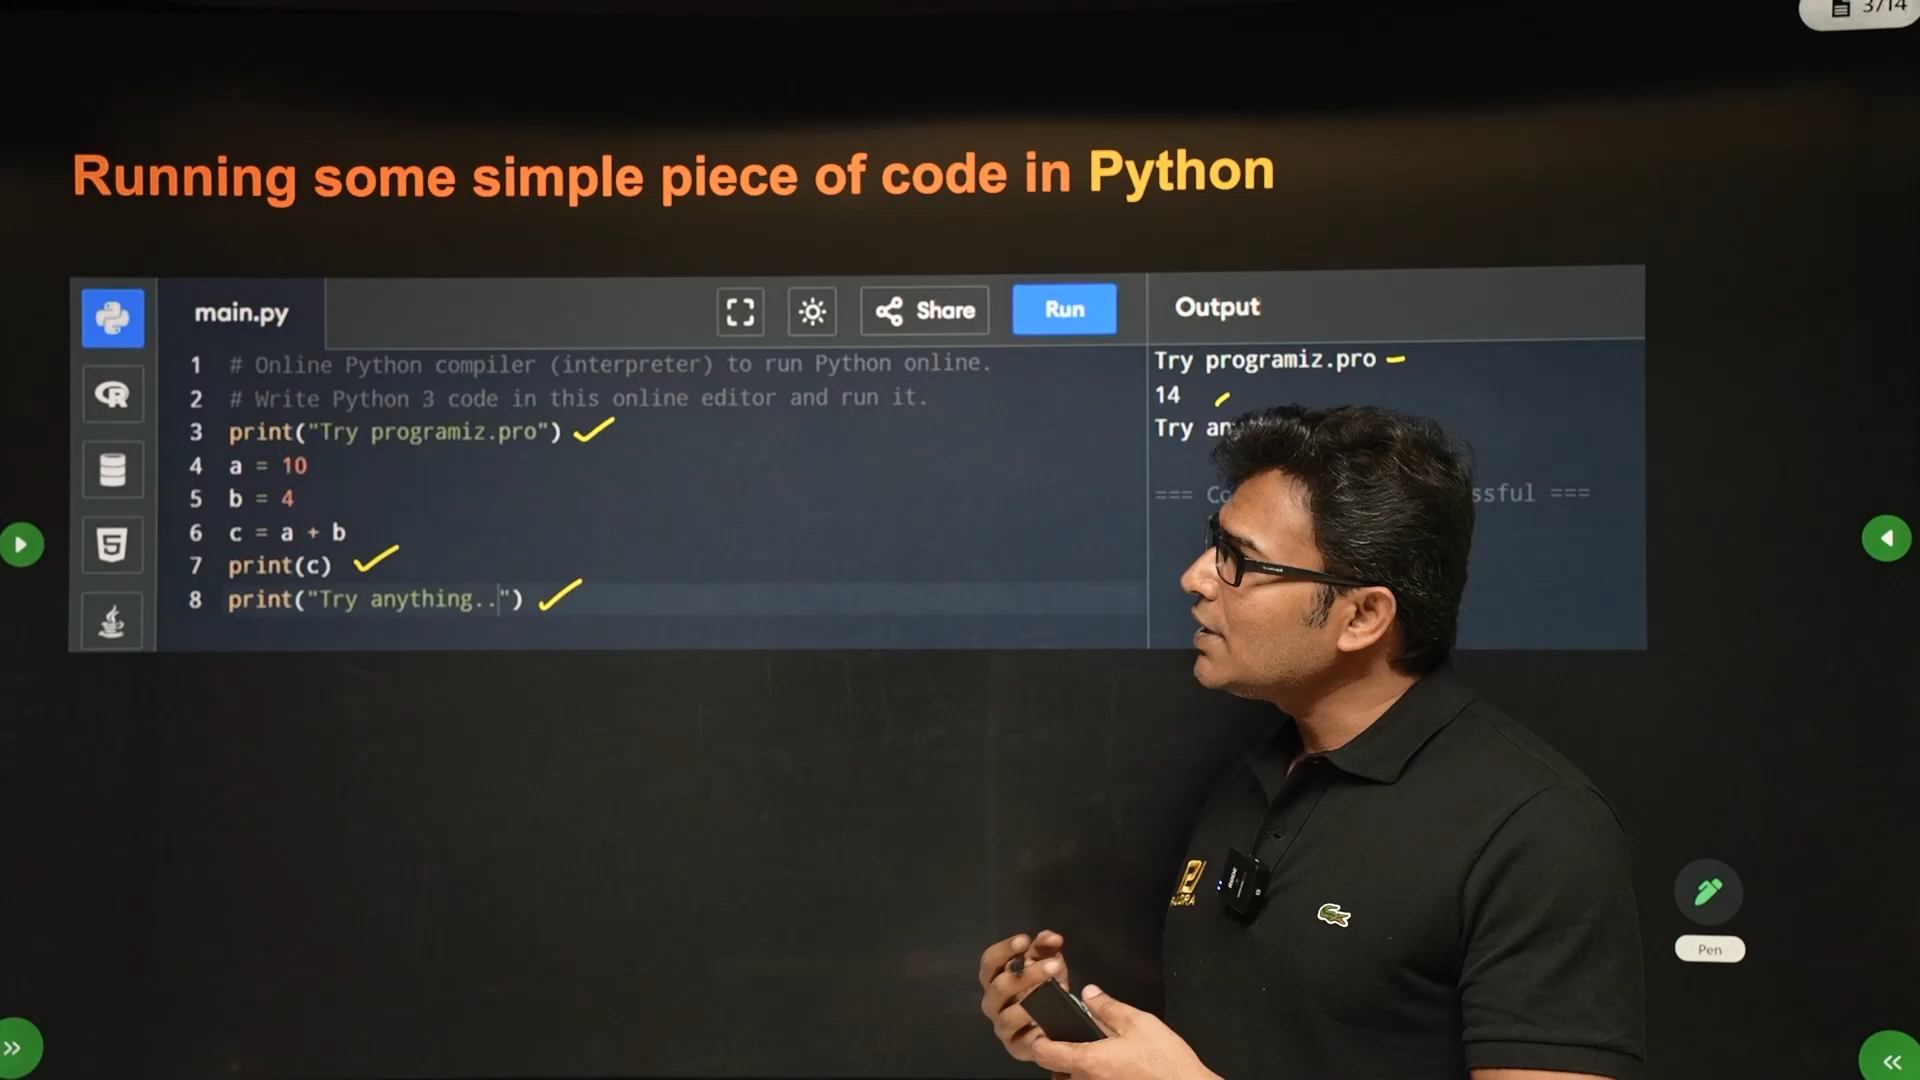 3/14
Running some simple piece of code in Python
main.py
Share
Run
Output
1 # Online Python compiler (interpreter) to run Python online.
2 # Write Python 3 code in this online editor and run it.
3 print("Try programiz.pro")
4 a = 10
5 b = 4
6 c = a + b
7 print(c)
8 print("Try anything..")
Try programiz.pro
14
Try
=== ===
Pen